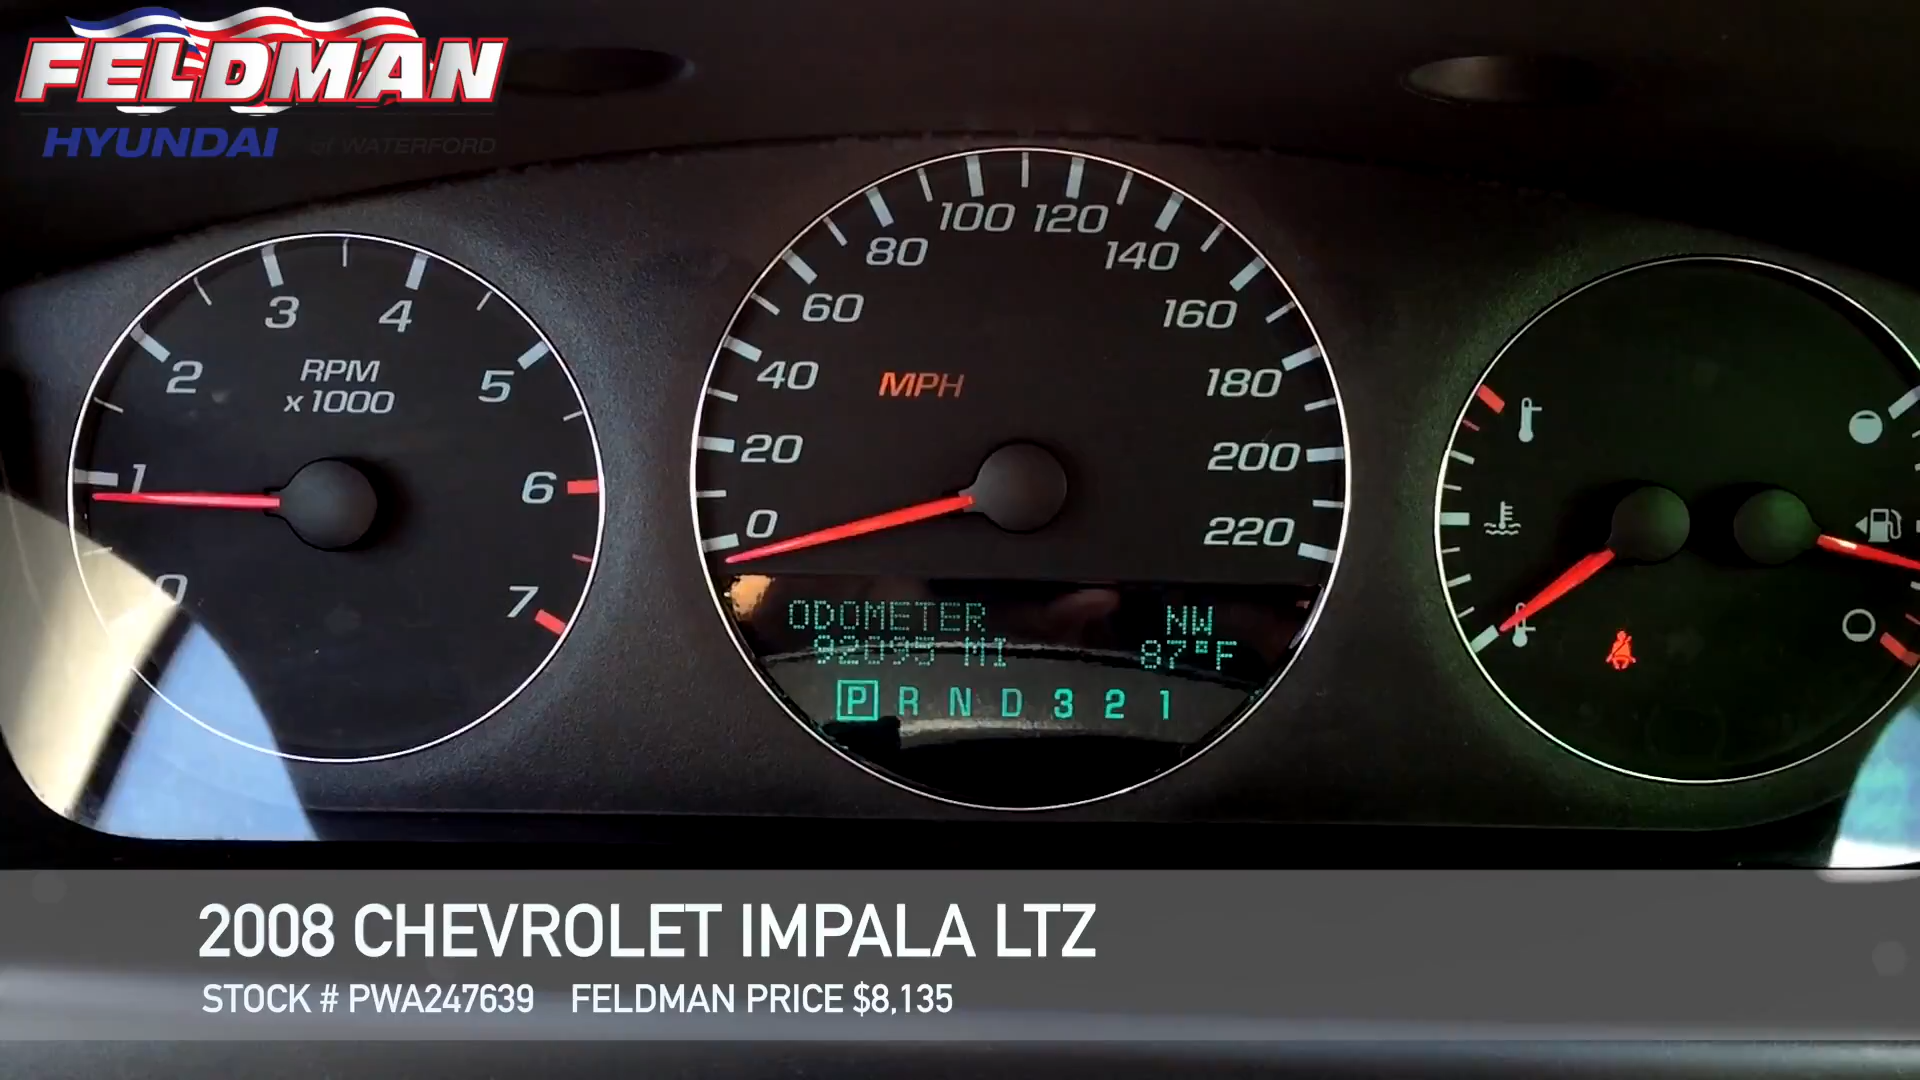 FELDMAN
HYUNDAI of WATERFORD
0 1 2 3 4 5 6 7
RPM
x 1000
0 20 40 60 80 100 120 140 160 180 200 220
MPH
ODOMETER NW
92095 MI 87°F
P R N D 3 2 1
2008 CHEVROLET IMPALA LTZ
STOCK # PWA247639 FELDMAN PRICE $8,135